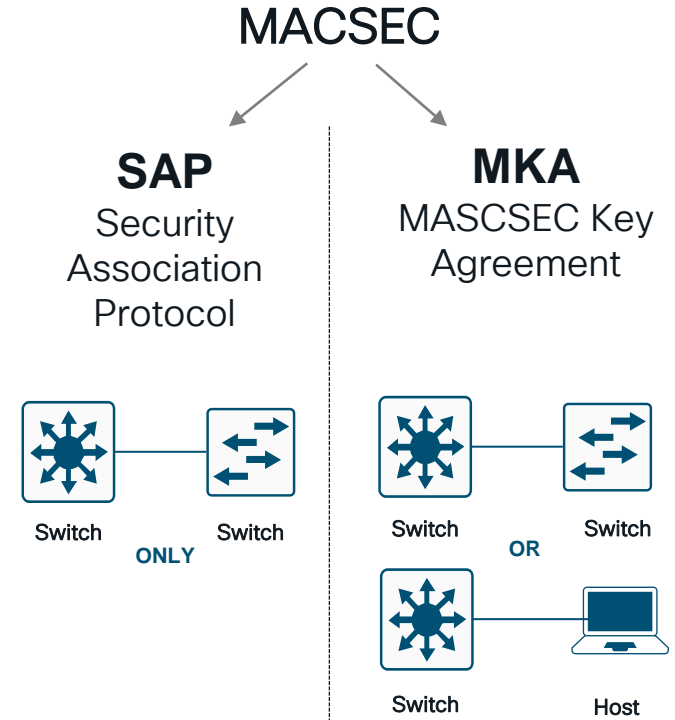 MACSEC
SAP
Security
Association
Protocol
MKA
MASCSEC Key
Agreement
Switch
Switch
ONLY
Switch
Switch
OR
Switch
Host